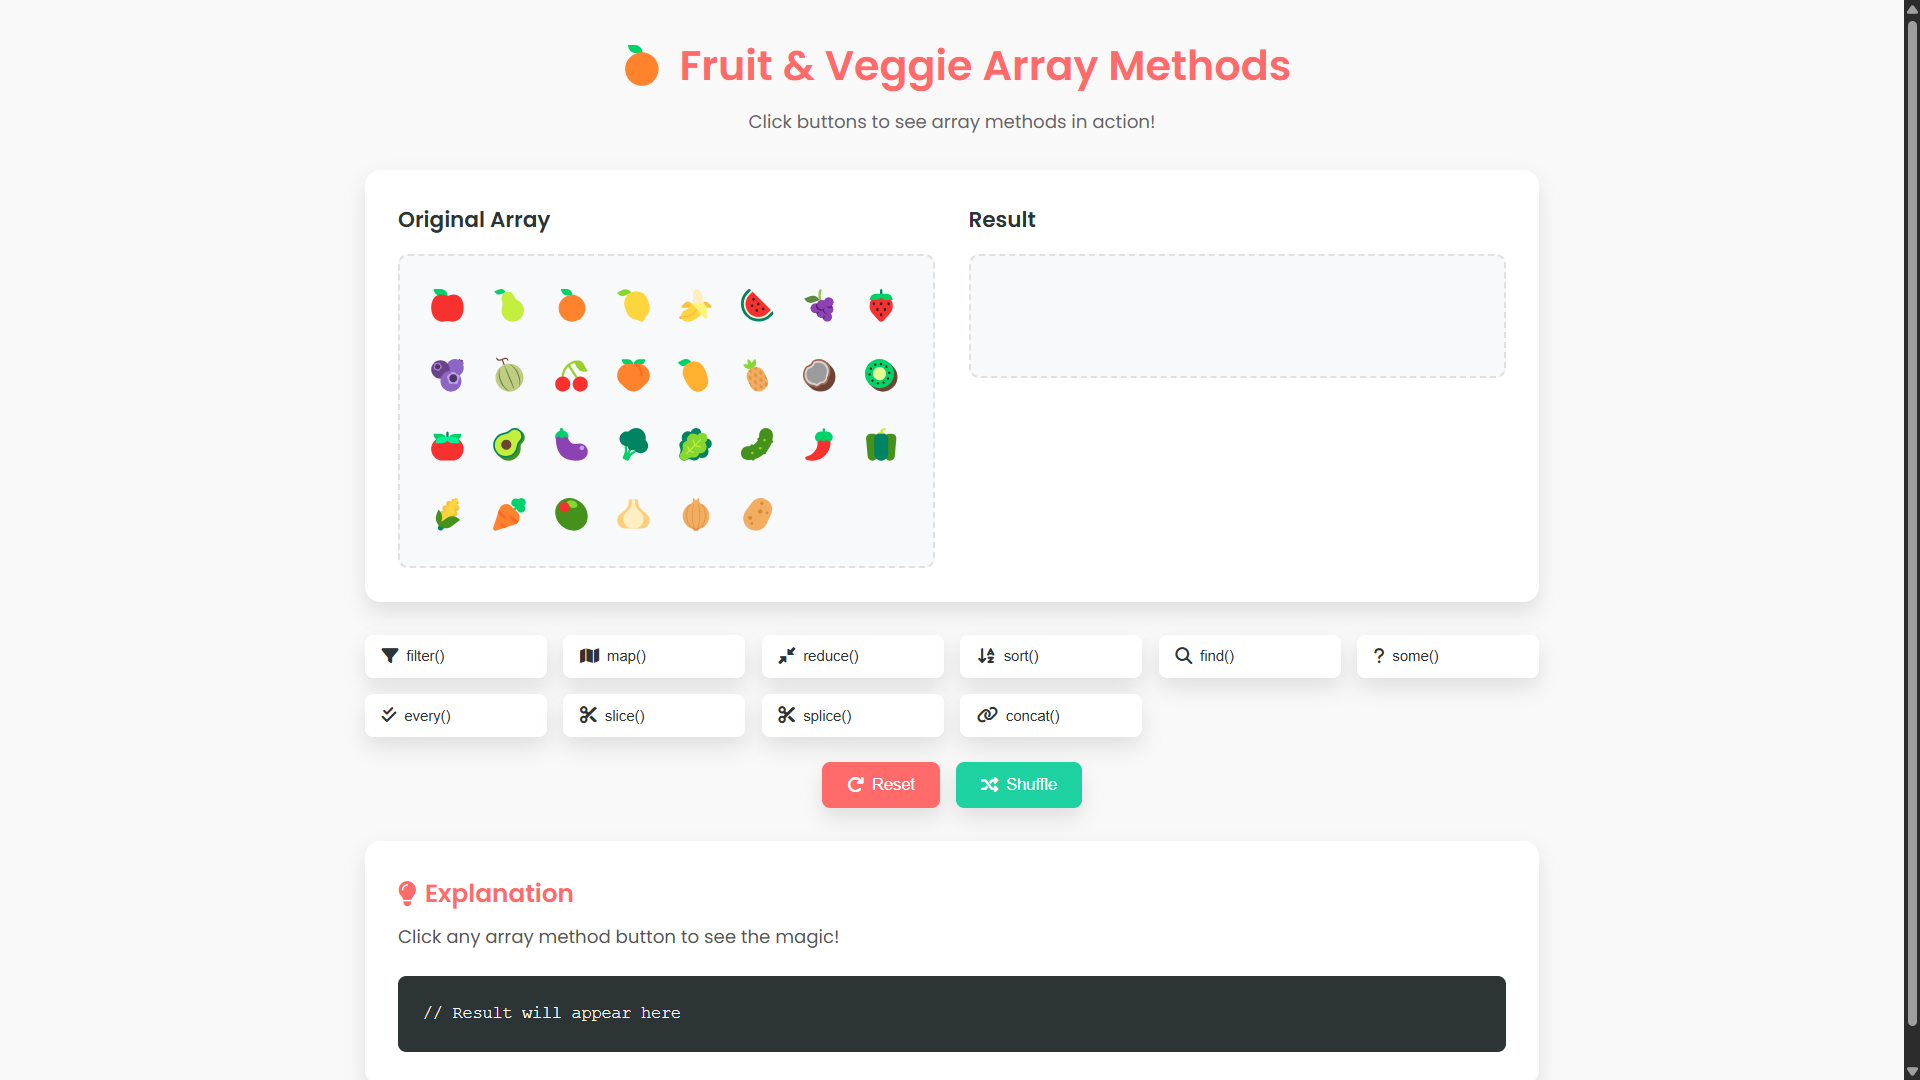 Fruit & Veggie Array Methods
Click buttons to see array methods in action!
Original Array
Result
filter()
map()
reduce()
sort()
find()
? some()
every()
slice()
splice()
concat()
Reset
Shuffle
Explanation
Click any array method button to see the magic!
// Result will appear here